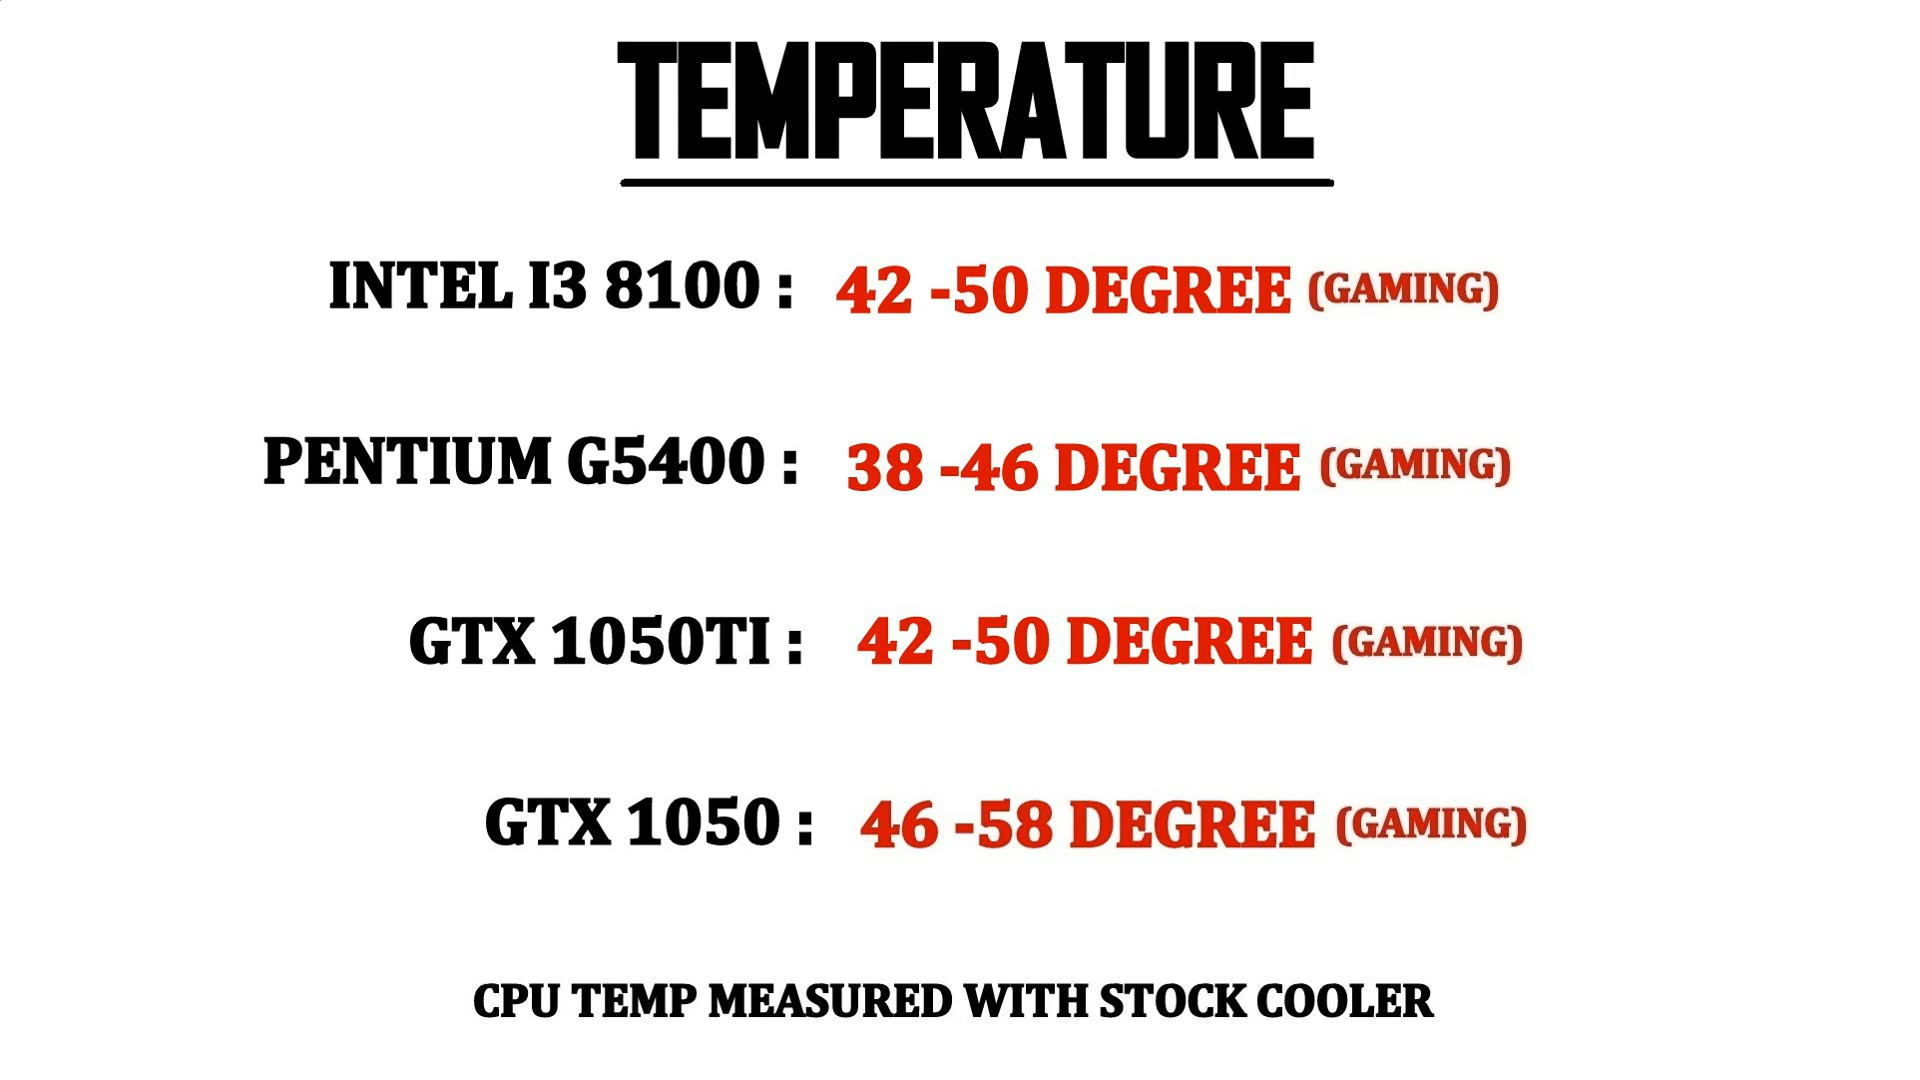 TEMPERATURE
INTEL I3 8100 : 42 -50 DEGREE (GAMING)
PENTIUM G5400 : 38 -46 DEGREE (GAMING)
GTX 1050TI : 42 -50 DEGREE (GAMING)
GTX 1050 : 46 -58 DEGREE (GAMING)
CPU TEMP MEASURED WITH STOCK COOLER